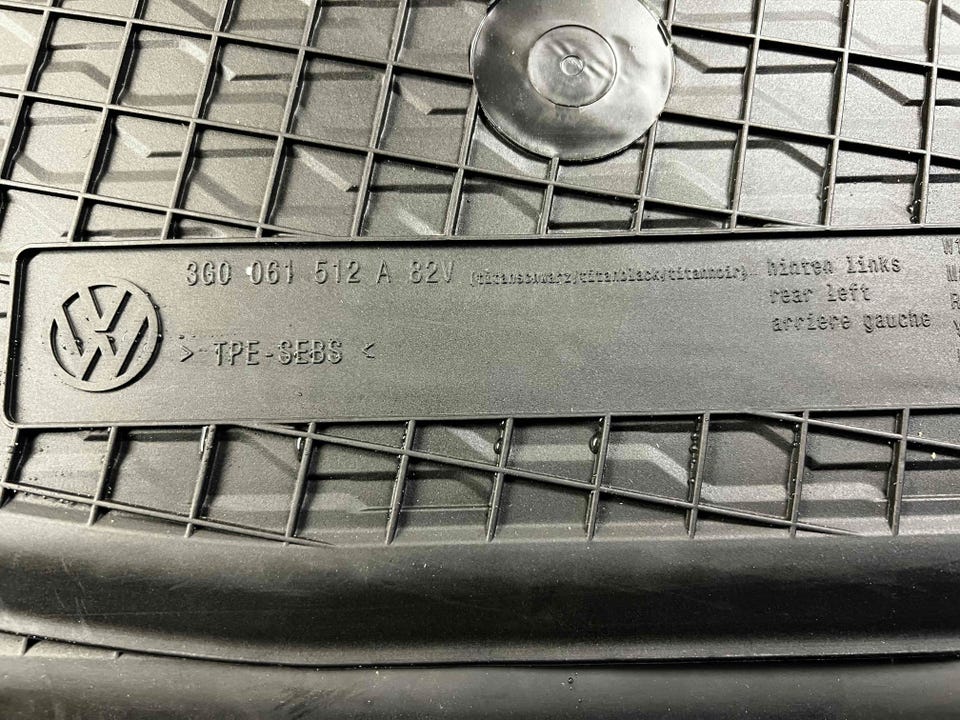 3G0 061 512 A 82V (titanschwarz/titanblack/titannoir)
> TPE-SEBS <
hinten links
rear left
arriere gauche